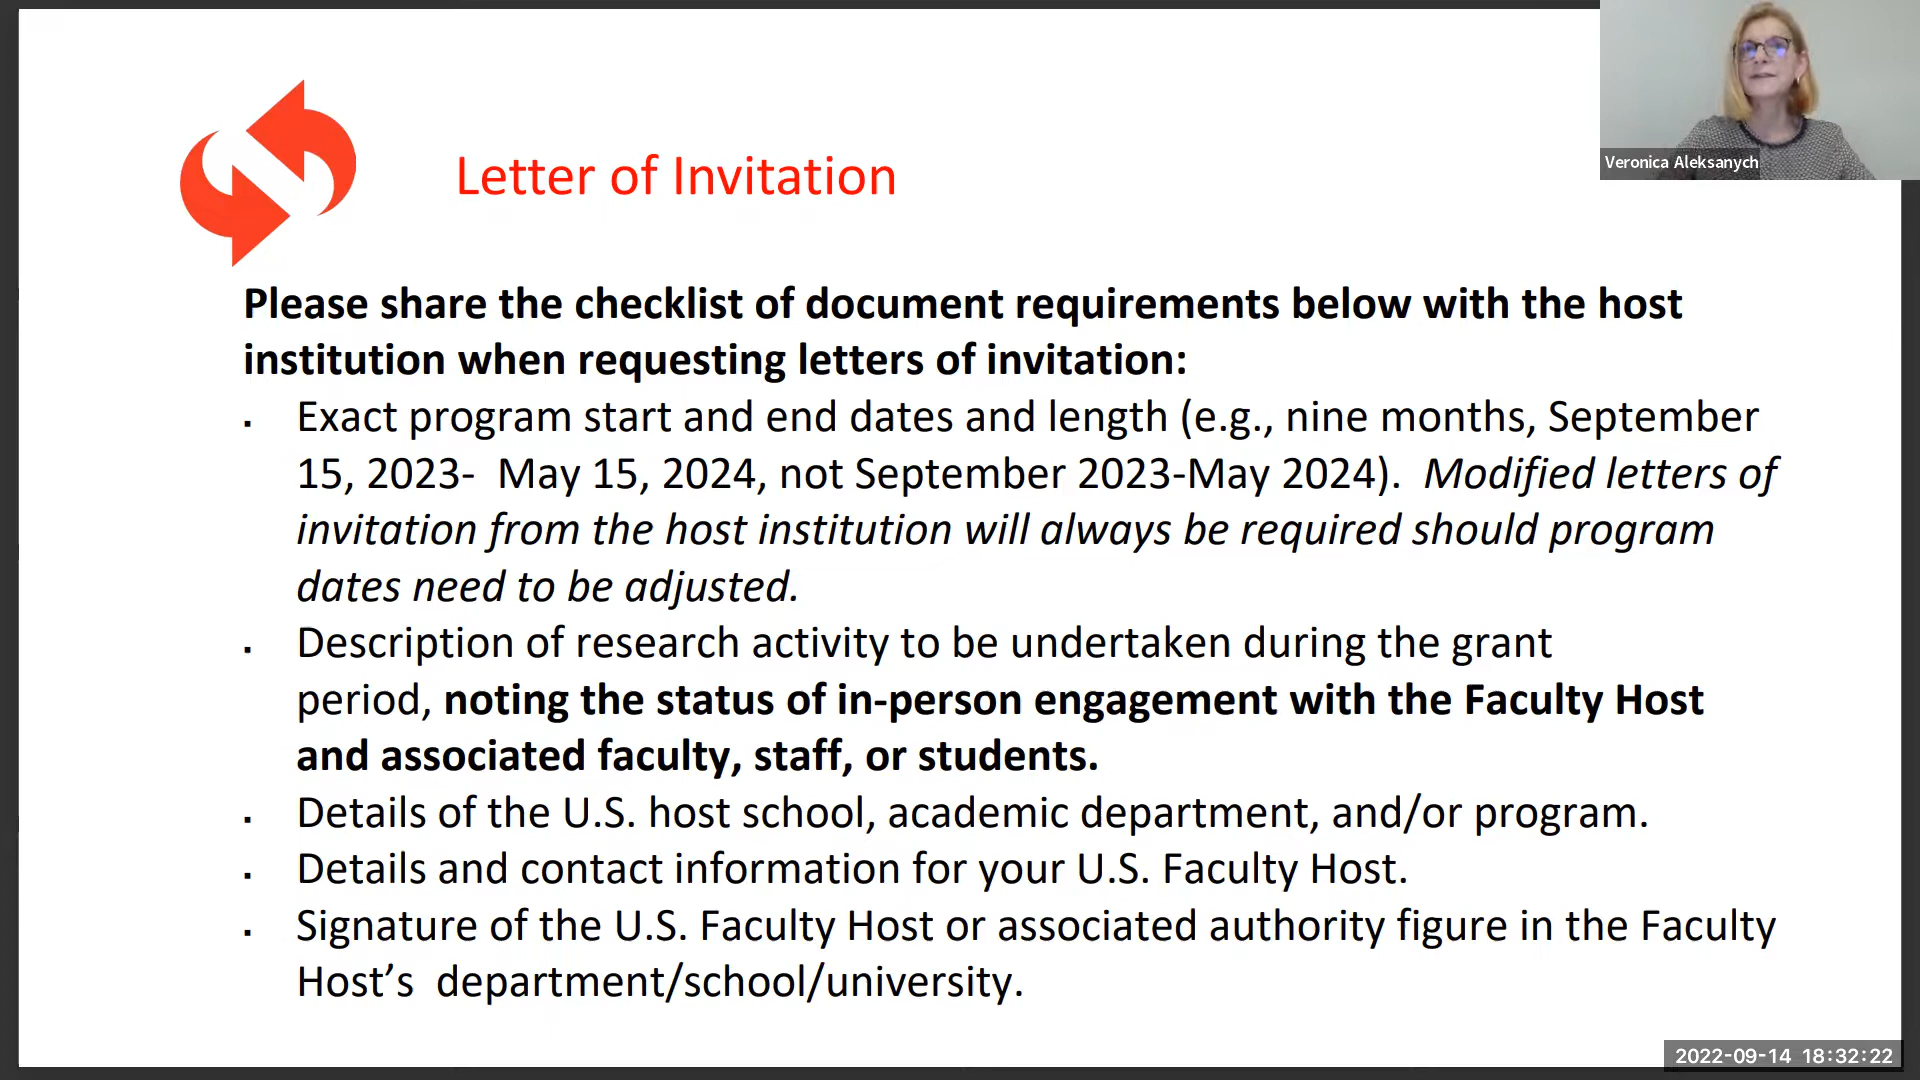 Veronica Aleksanych
Letter of Invitation
Please share the checklist of document requirements below with the host
institution when requesting letters of invitation:
▪ Exact program start and end dates and length (e.g., nine months, September
15, 2023-  May 15, 2024, not September 2023-May 2024).  Modified letters of
invitation from the host institution will always be required should program
dates need to be adjusted.
▪ Description of research activity to be undertaken during the grant
period, noting the status of in-person engagement with the Faculty Host
and associated faculty, staff, or students.
▪ Details of the U.S. host school, academic department, and/or program.
▪ Details and contact information for your U.S. Faculty Host.
▪ Signature of the U.S. Faculty Host or associated authority figure in the Faculty
Host’s  department/school/university.
2022-09-14 18:32:22